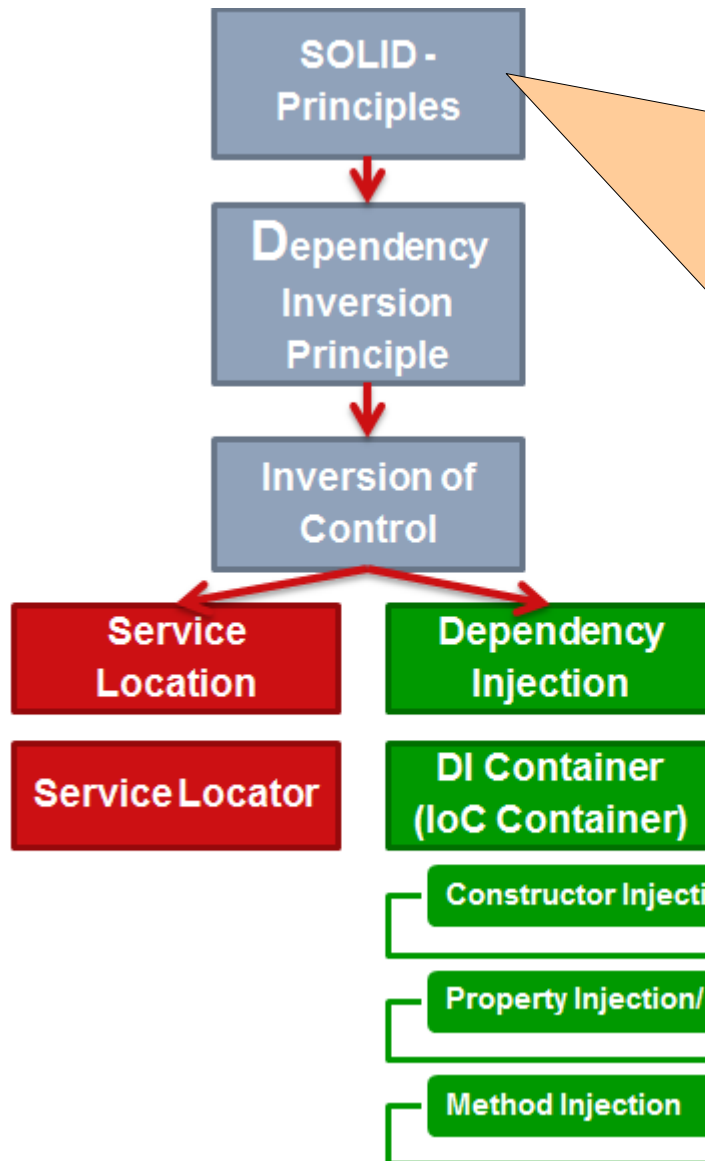 SOLID -
Principles
Dependency
Inversion
Principle
Inversion of
Control
Service
Location
Dependency
Injection
Service Locator
DI Container
(IoC Container)
Constructor Injecti
Property Injection/
Method Injection